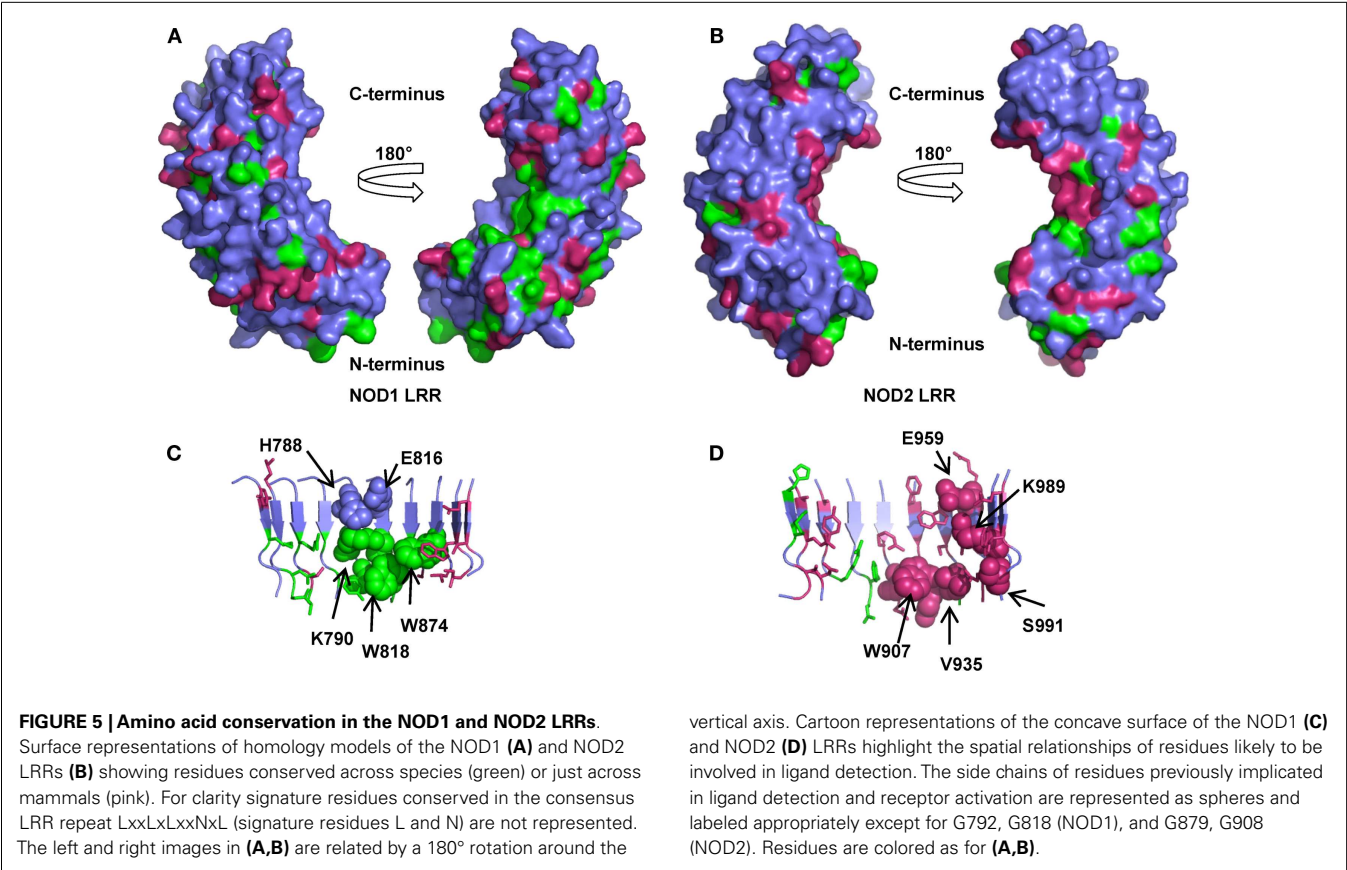 A
B
C-terminus
C-terminus
180°
180°
N-terminus
N-terminus
NOD1 LRR
NOD2 LRR
C
H788
E816
K790
W818
W874
D
E959
K989
S991
W907
V935
FIGURE 5 | Amino acid conservation in the NOD1 and NOD2 LRRs.
Surface representations of homology models of the NOD1 (A) and NOD2
LRRs (B) showing residues conserved across species (green) or just across
mammals (pink). For clarity signature residues conserved in the consensus
LRR repeat LxxLxLxxNxL (signature residues L and N) are not represented.
The left and right images in (A,B) are related by a 180° rotation around the
vertical axis. Cartoon representations of the concave surface of the NOD1 (C)
and NOD2 (D) LRRs highlight the spatial relationships of residues likely to be
involved in ligand detection. The side chains of residues previously implicated
in ligand detection and receptor activation are represented as spheres and
labeled appropriately except for G792, G818 (NOD1), and G879, G908
(NOD2). Residues are colored as for (A,B).